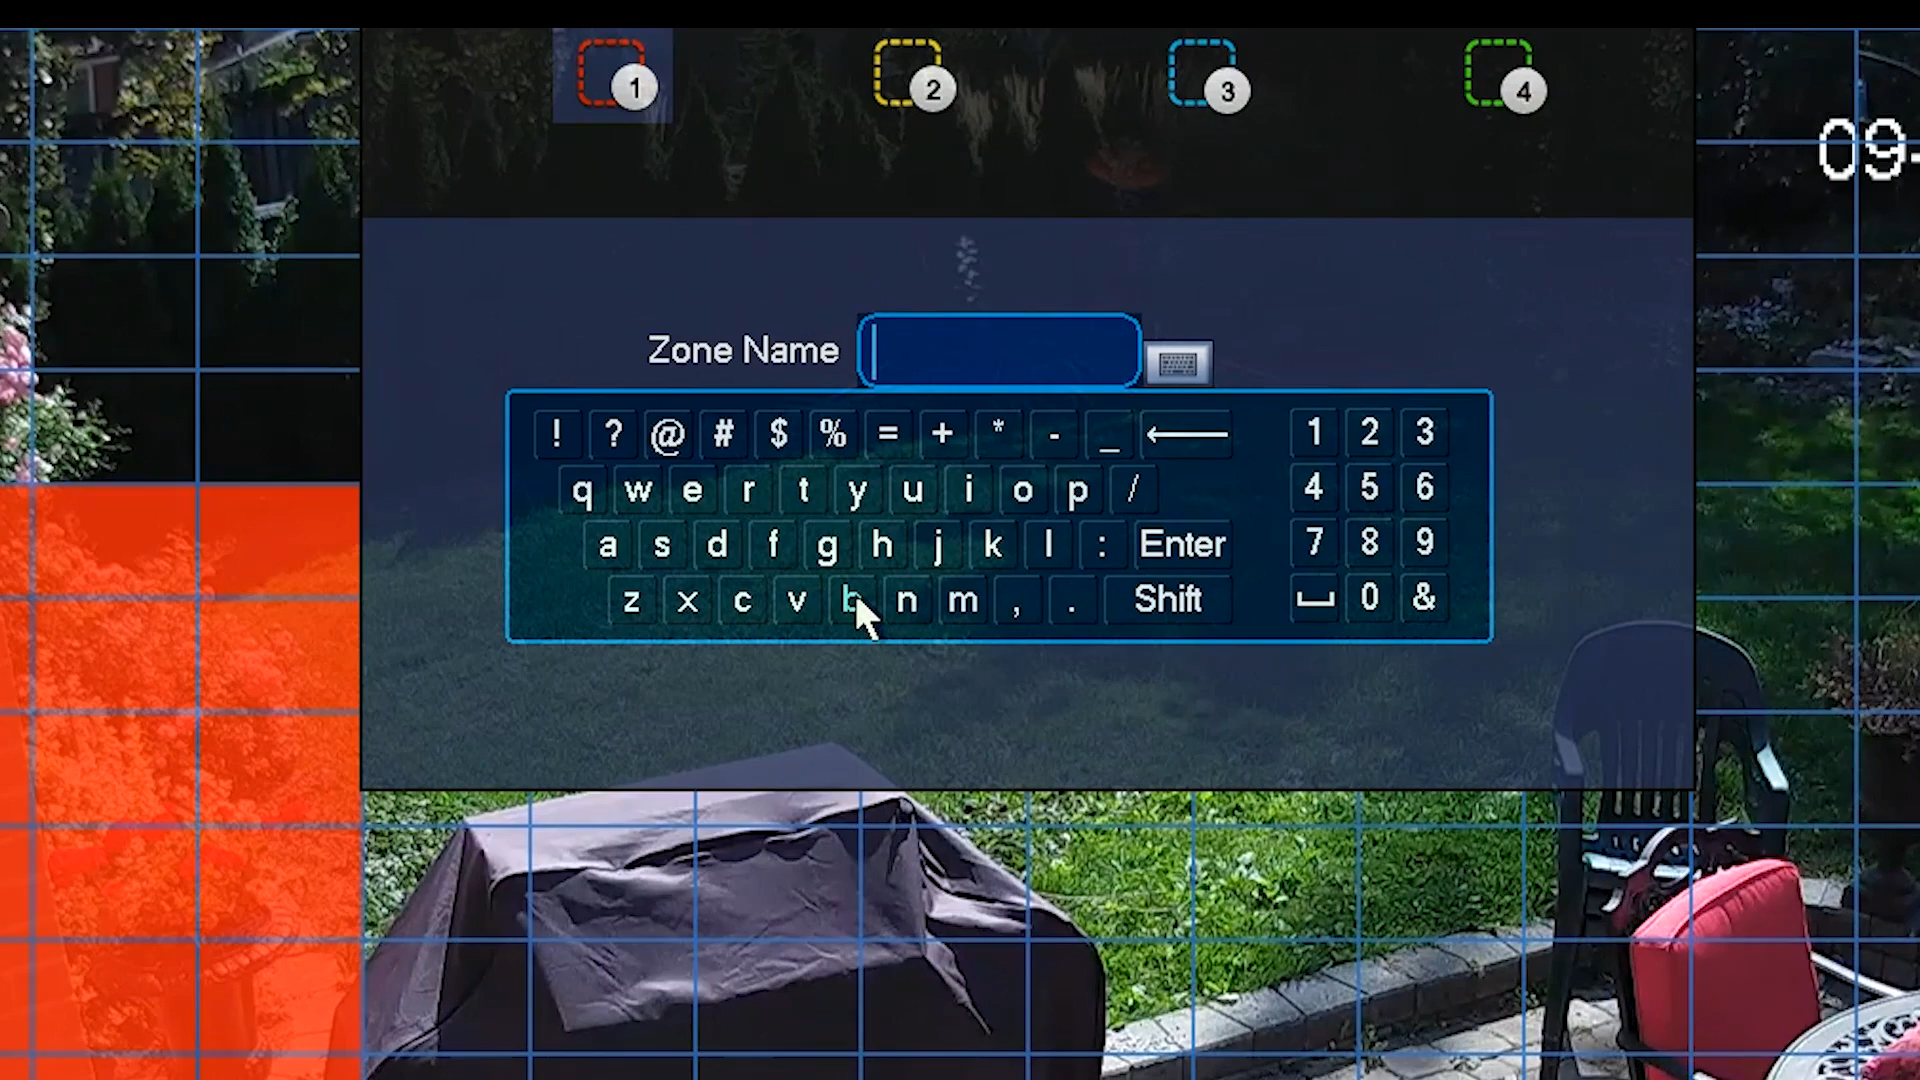 1 2 3 4
09-
Zone Name
! ? @ # $ % = + * - _ 1 2 3
q w e r t y u i o p / 4 5 6
a s d f g h j k l : Enter 7 8 9
z x c v b n m , . Shift 0 &